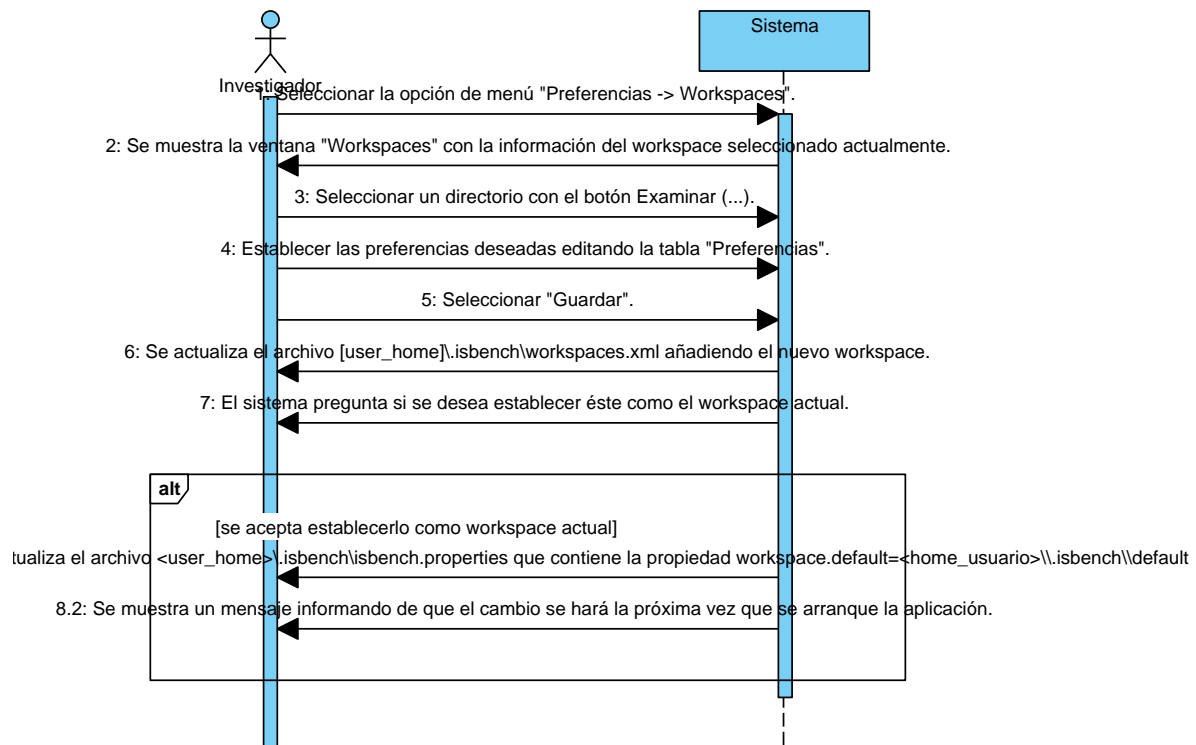 Sistema
Investigador
1: Seleccionar la opción de menú "Preferencias -> Workspaces".
2: Se muestra la ventana "Workspaces" con la información del workspace seleccionado actualmente.
3: Seleccionar un directorio con el botón Examinar (...).
4: Establecer las preferencias deseadas editando la tabla "Preferencias".
5: Seleccionar "Guardar".
6: Se actualiza el archivo [user_home]\.isbench\workspaces.xml añadiendo el nuevo workspace.
7: El sistema pregunta si se desea establecer éste como el workspace actual.
alt
[se acepta establecerlo como workspace actual]
tualiza el archivo <user_home>\.isbench\isbench.properties que contiene la propiedad workspace.default=<home_usuario>\\.isbench\\default
8.2: Se muestra un mensaje informando de que el cambio se hará la próxima vez que se arranque la aplicación.